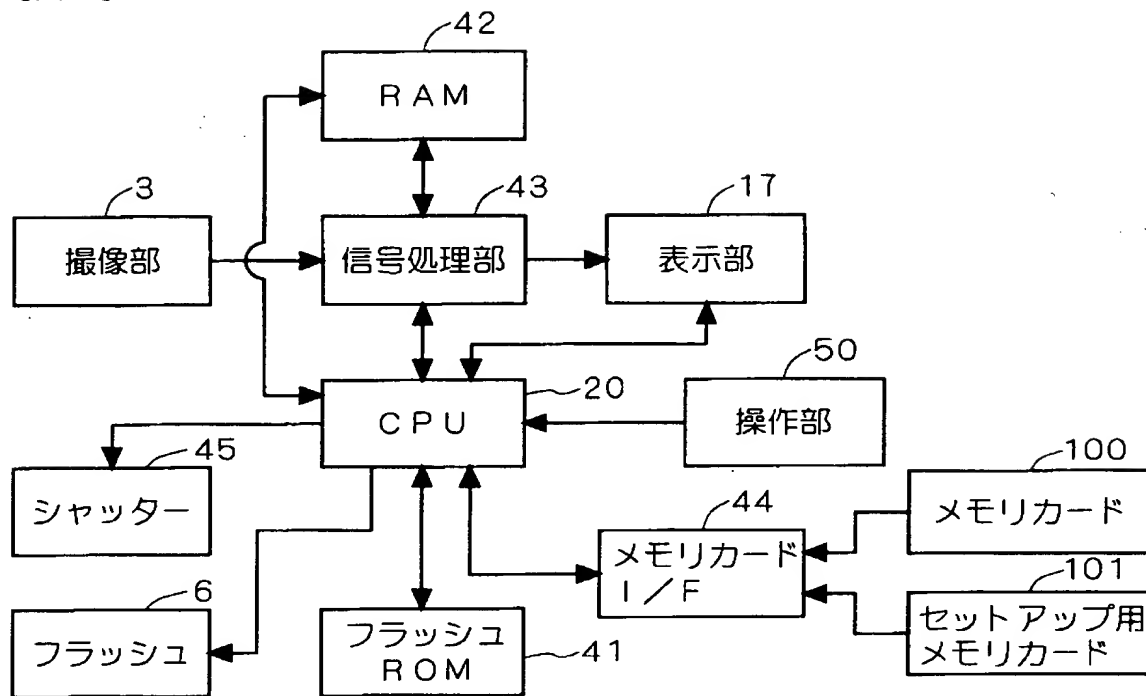 42
RAM
3
43
17
撮像部
信号処理部
表示部
20
50
CPU
操作部
45
シャッター
44
100
メモリカード
メモリカード
I/F
101
セットアップ用
メモリカード
6
フラッシュ
フラッシュ
ROM
41